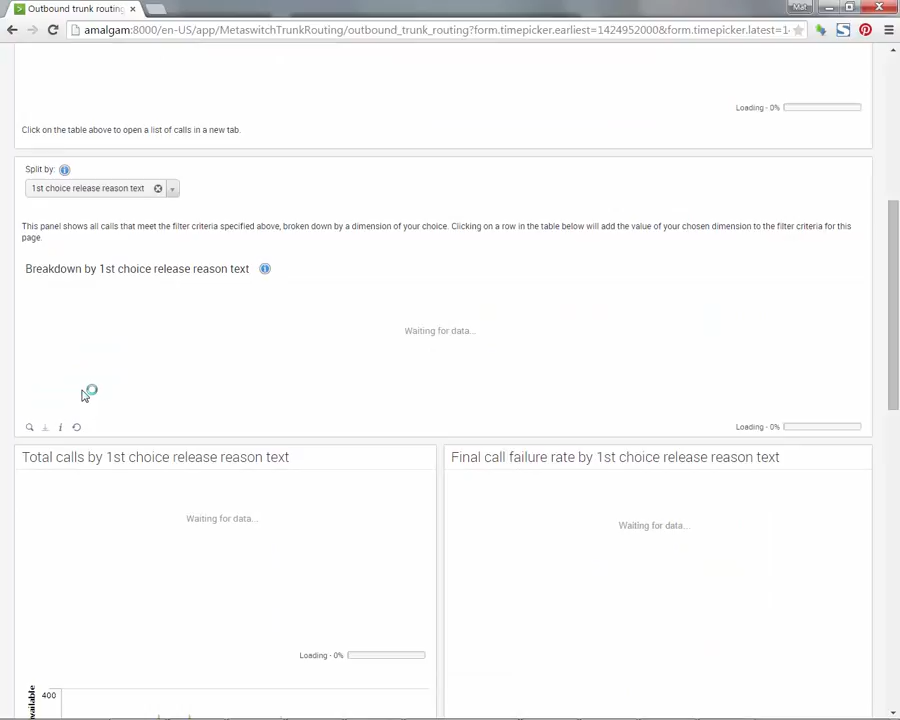 Outbound trunk routing
Mat
amalgam:8000/en-US/app/MetaswitchTrunkRouting/outbound_trunk_routing?form.timepicker.earliest=1424952000&form.timepicker.latest=1-
Loading - 0%
Click on the table above to open a list of calls in a new tab.
Split by:
1st choice release reason text
This panel shows all calls that meet the filter criteria specified above, broken down by a dimension of your choice. Clicking on a row in the table below will add the value of your chosen dimension to the filter criteria for this
page.
Breakdown by 1st choice release reason text
Waiting for data...
Loading - 0%
Total calls by 1st choice release reason text
Final call failure rate by 1st choice release reason text
Waiting for data...
Waiting for data...
Loading - 0%
400
available